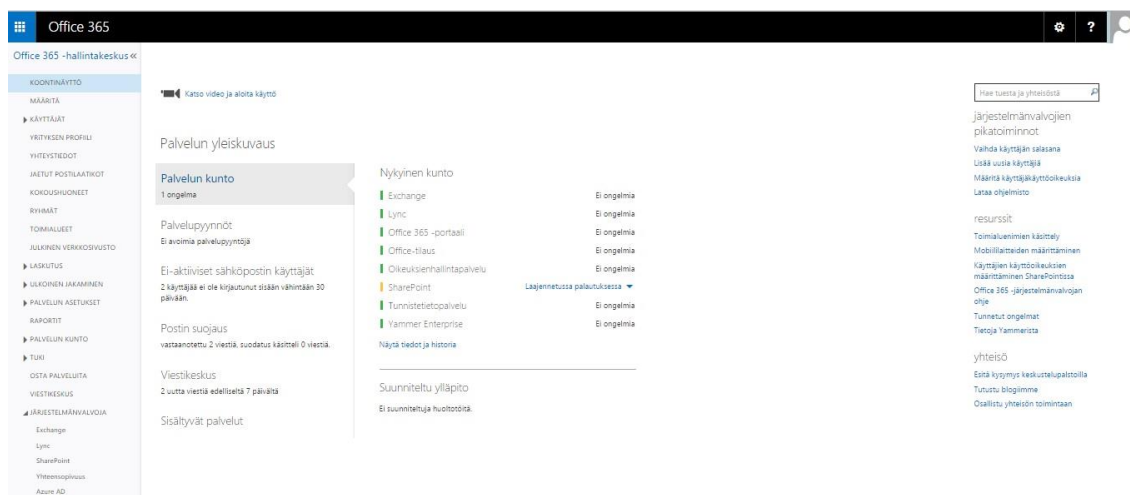 Office 365
?
Office 365 -hallintakeskus «
KOONTINÄYTTÖ
MÄÄRITÄ
KÄYTTÄJÄT
YRITYKSEN PROFIILI
YHTEYSTIEDOT
JAETUT POSTILAATIKOT
KOKOUSHUONEET
RYHMÄT
TOIMIALUEET
JULKINEN VERKKOSIVUSTO
LASKUTUS
ULKOINEN JAKAMINEN
PALVELUN ASETUKSET
RAPORTIT
PALVELUN KUNTO
TUKI
OSTA PALVELUITA
VIESTIKESKUS
JÄRJESTELMÄNVALVOJA
Exchange
Lync
SharePoint
Yhteensopivuus
Azure AD
Katso video ja aloita käyttö
Palvelun yleiskuvaus
Palvelun kunto
1 ongelma
Palvelupyynnöt
Ei avoimia palvelupyyntöjä
Ei-aktiiviset sähköpostin käyttäjät
2 käyttäjää ei ole kirjautunut sisään vähintään 30
päivään.
Postin suojaus
vastaanotettu 2 viestiä, suodatus käsitteli 0 viestiä.
Viestikeskus
2 uutta viestiä edelliseltä 7 päivältä
Sisältyvät palvelut
Nykyinen kunto
Exchange Ei ongelmia
Lync Ei ongelmia
Office 365 -portaali Ei ongelmia
Office-tilaus Ei ongelmia
Oikeuksienhallintapalvelu Ei ongelmia
SharePoint Laajennetussa palautuksessa
Tunnistetietopalvelu Ei ongelmia
Yammer Enterprise Ei ongelmia
Näytä tiedot ja historia
Suunniteltu ylläpito
Ei suunniteltuja huoltotöitä.
Hae tuesta ja yhteisöstä
järjestelmänvalvojien
pikatoiminnot
Vaihda käyttäjän salasana
Lisää uusia käyttäjiä
Määritä käyttäjäkäyttöoikeuksia
Lataa ohjelmisto
resurssit
Toimialuenimien käsittely
Mobiililaitteiden määrittäminen
Käyttäjien käyttöoikeuksien
määrittäminen SharePointissa
Office 365 -järjestelmänvalvojan
ohje
Tunnetut ongelmat
Tietoja Yammerista
yhteisö
Esitä kysymys keskustelupalstoilla
Tutustu blogiimme
Osallistu yhteisön toimintaan